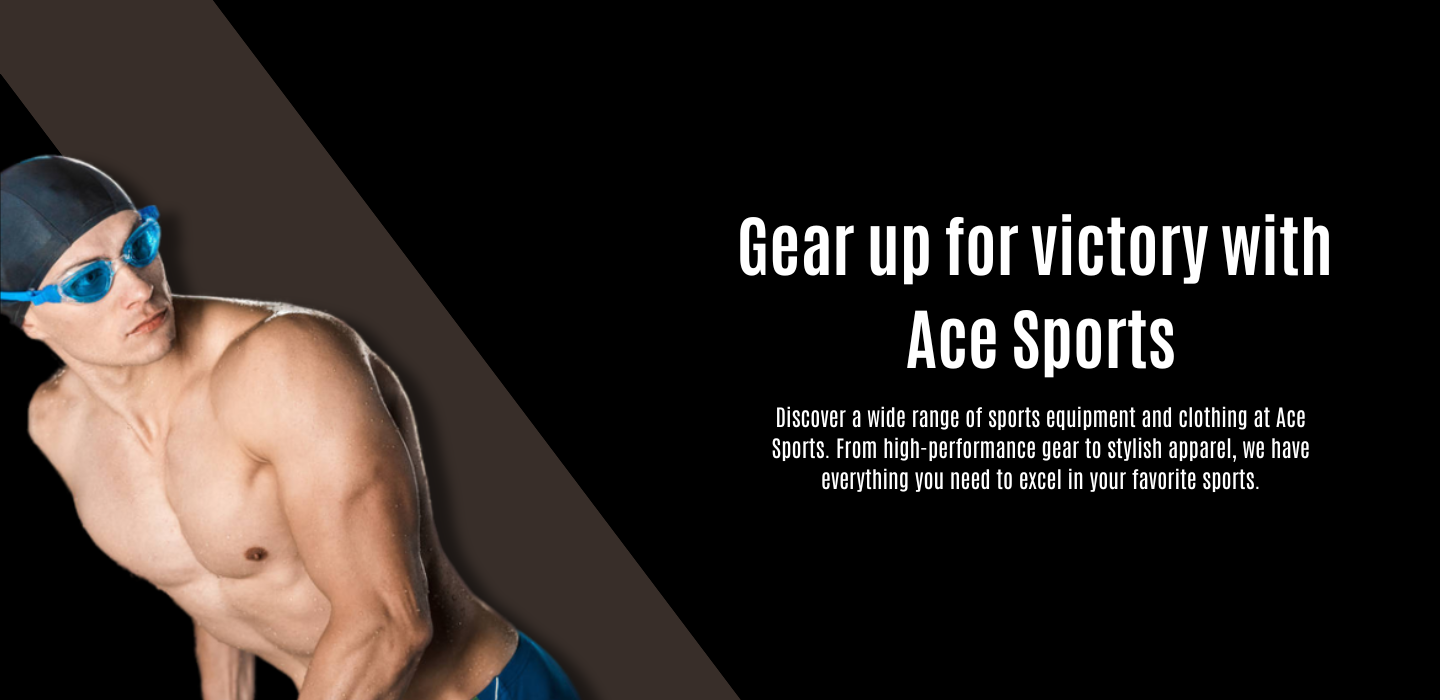 Gear up for victory with
Ace Sports
Discover a wide range of sports equipment and clothing at Ace
Sports. From high-performance gear to stylish apparel, we have
everything you need to excel in your favorite sports.